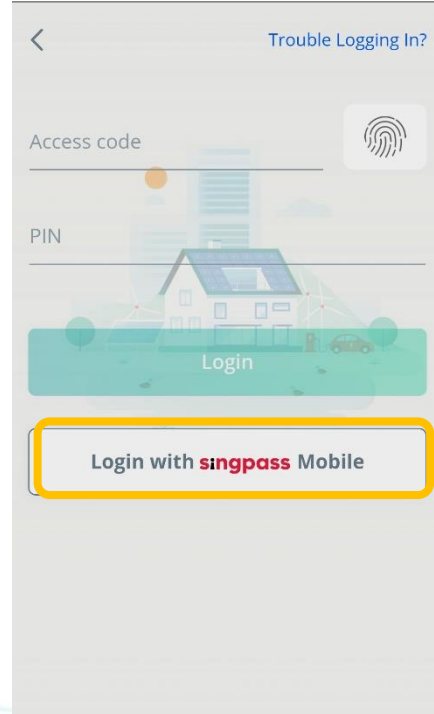 Trouble Logging In?
Access code
PIN
Login
Login with singpass Mobile